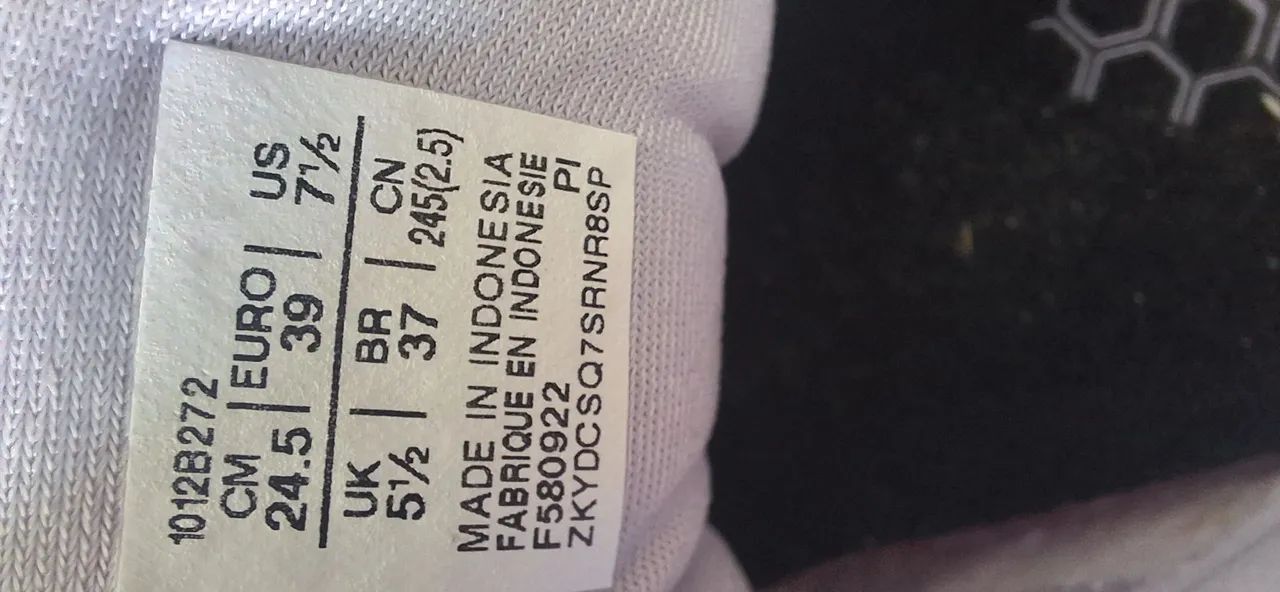 1012B272
CM | EURO | US
24.5 | 39 | 7½
UK | BR | CN
5½ | 37 | 245(2.5)
MADE IN INDONESIA
FABRIQUE EN INDONESIE
F580922 PI
ZKYDCSQ7SRNR8SP